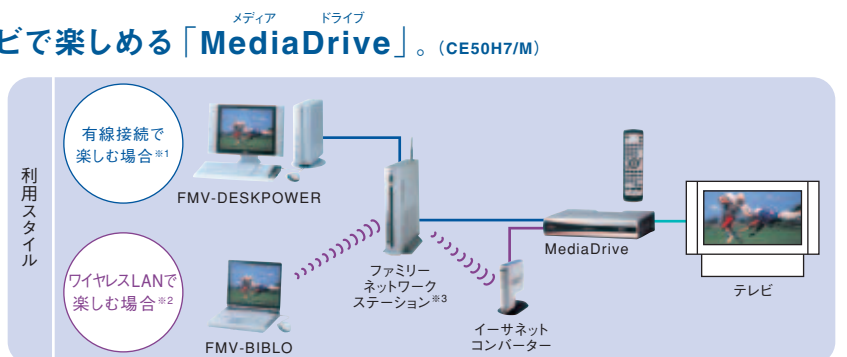 メディア ドライブ
ビで楽しめる「MediaDrive」。(CE50H7/M)
利用スタイル
有線接続で
楽しむ場合※1
FMV-DESKPOWER
ワイヤレスLANで
楽しむ場合※2
FMV-BIBLO
ファミリー
ネットワーク
ステーション※3
イーサネット
コンバーター
MediaDrive
テレビ